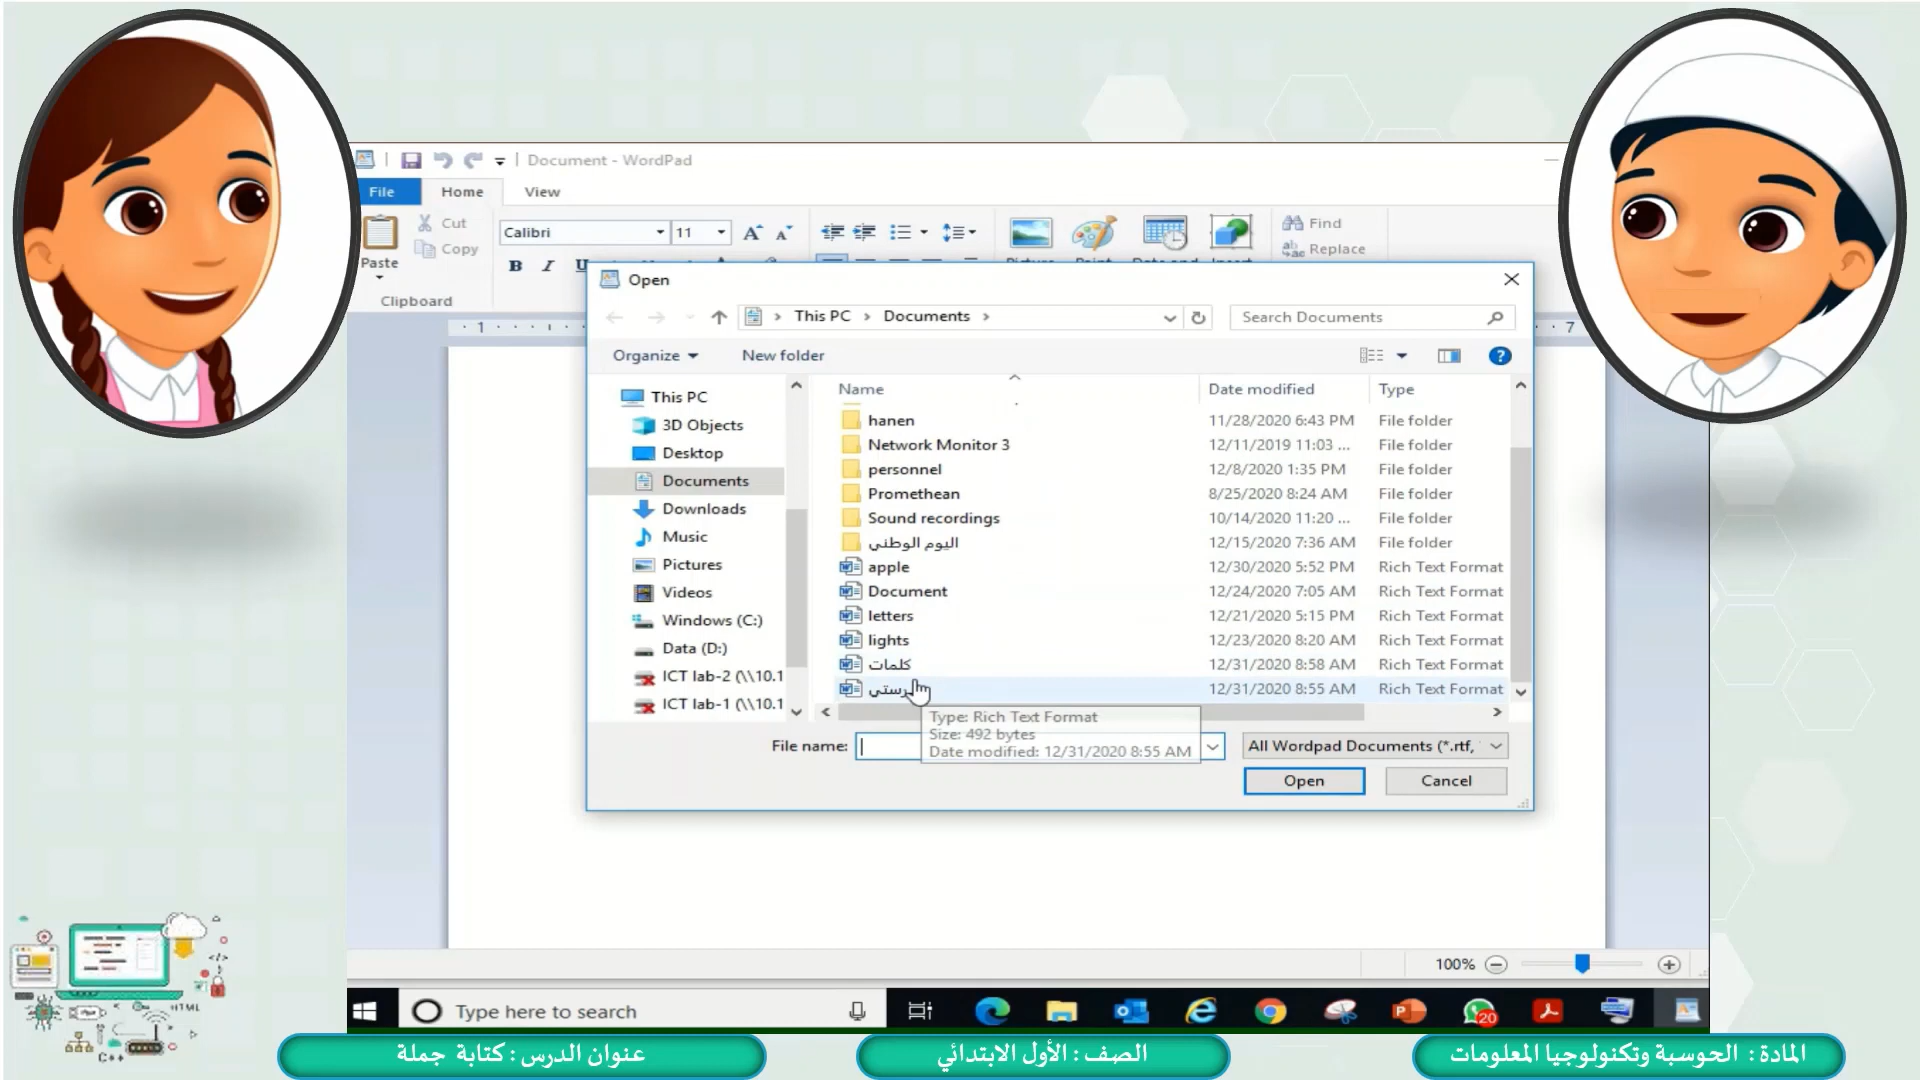 Document - WordPad
File Home View
Paste
Cut
Copy
Clipboard
Calibri 11
B I U
Find
Replace
1
7
Open
This PC > Documents >
Search Documents
Organize
New folder
Name Date modified Type
This PC
3D Objects
Desktop
Documents
Downloads
Music
Pictures
Videos
Windows (C:)
Data (D:)
ICT lab-2 (\\10.1
ICT lab-1 (\\10.1
hanen 11/28/2020 6:43 PM File folder
Network Monitor 3 12/11/2019 11:03 ... File folder
personnel 12/8/2020 1:35 PM File folder
Promethean 8/25/2020 8:24 AM File folder
Sound recordings 10/14/2020 11:20 ... File folder
اليوم الوطني 12/15/2020 7:36 AM File folder
apple 12/30/2020 5:52 PM Rich Text Format
Document 12/24/2020 7:05 AM Rich Text Format
letters 12/21/2020 5:15 PM Rich Text Format
lights 12/23/2020 8:20 AM Rich Text Format
كلمات 12/31/2020 8:58 AM Rich Text Format
12/31/2020 8:55 AM Rich Text Format
Type: Rich Text Format
Size: 492 bytes
Date modified: 12/31/2020 8:55 AM
File name:
All Wordpad Documents (*.rtf,
Open
Cancel
100%
Type here to search
20
HTML
C++
المادة : الحوسبة وتكنولوجيا المعلومات
الصف : الأول الابتدائي
عنوان الدرس : كتابة جملة